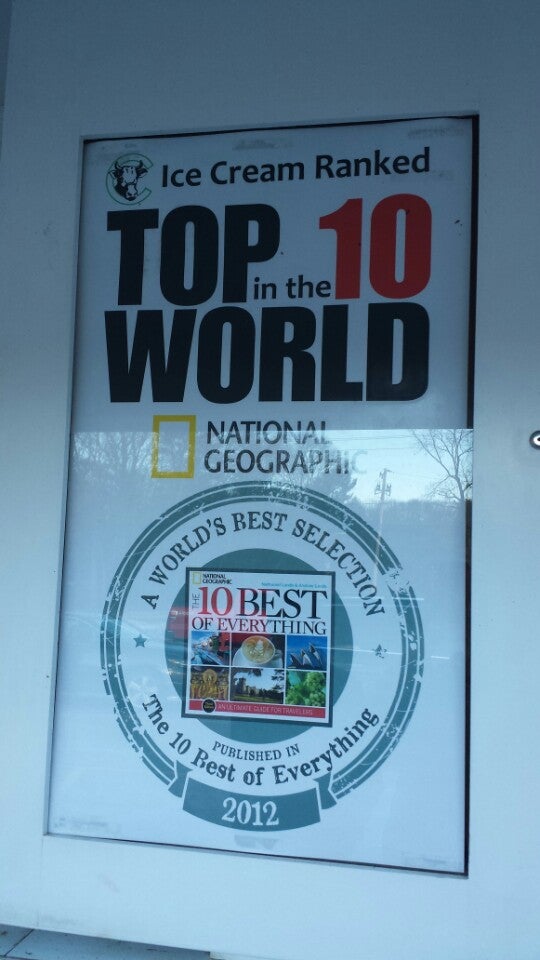 Ice Cream Ranked
TOP in the 10
WORLD
NATIONAL
GEOGRAPHIC
A WORLD'S BEST SELECTION
NATIONAL
GEOGRAPHIC
THE 10 BEST
OF EVERYTHING
AN ULTIMATE GUIDE FOR TRAVELERS
PUBLISHED IN
The 10 Best of Everything
2012